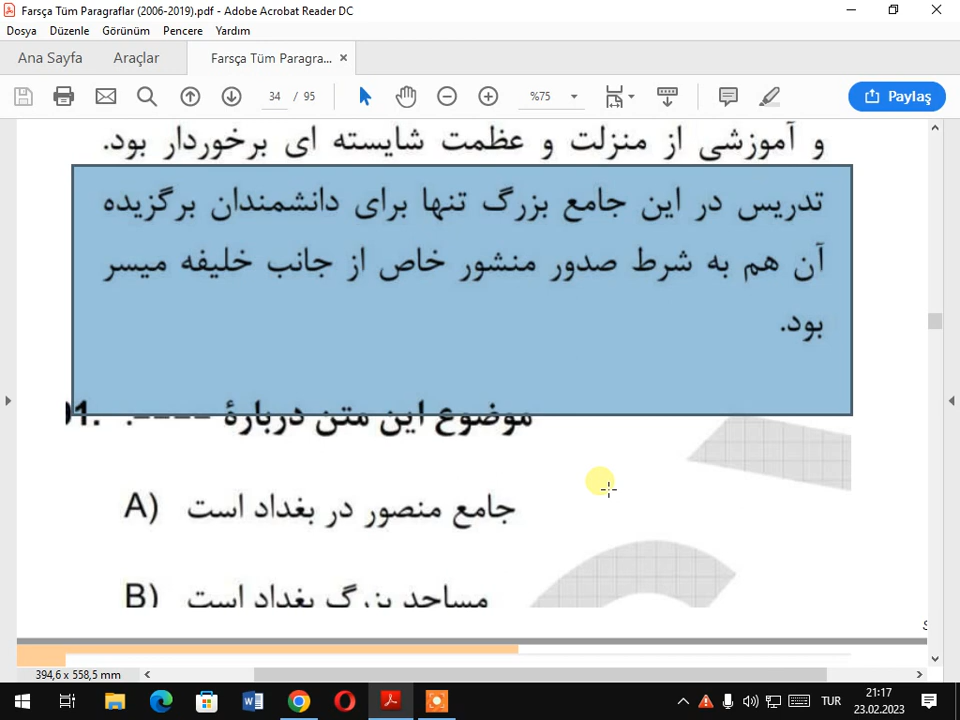 Farsça Tüm Paragraflar (2006-2019).pdf - Adobe Acrobat Reader DC
Dosya Düzenle Görünüm Pencere Yardım
Ana Sayfa Araçlar Farsça Tüm Paragra... ×
34 / 95 %75 Paylaş
و آموزشی از منزلت و عظمت شایسته ای برخوردار بود.
تدریس در این جامع بزرگ تنها برای دانشمندان برگزیده
آن هم به شرط صدور منشور خاص از جانب خلیفه میسر
بود.
موضوع این متن دربارهٔ ----.
A) جامع منصور در بغداد است
B) مساجد بزرگ بغداد است
394,6 x 558,5 mm
TUR
21:17
23.02.2023